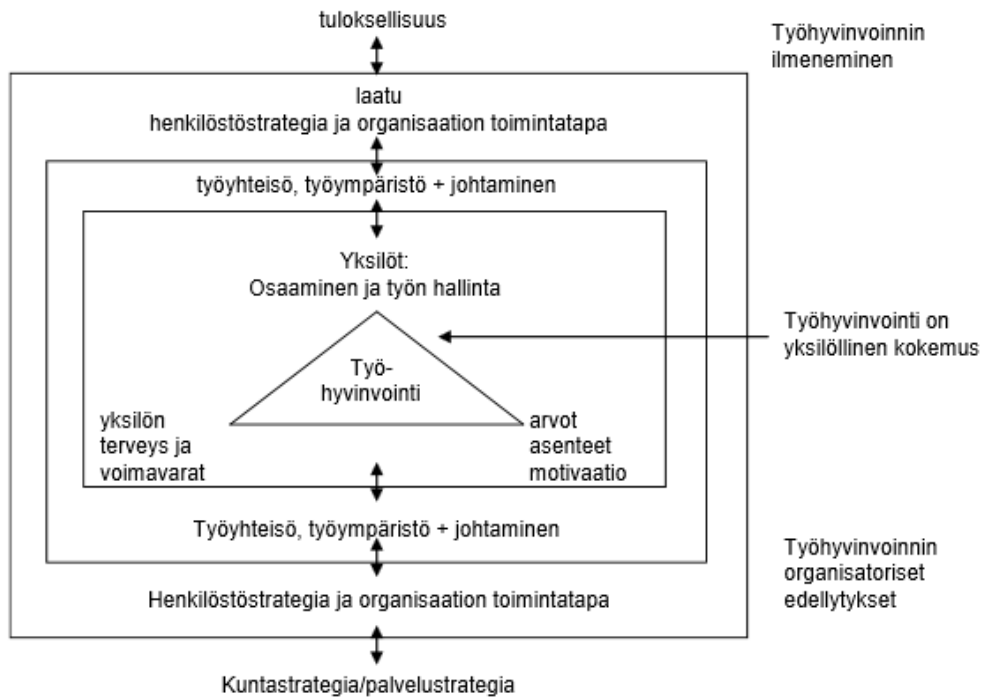 tuloksellisuus
Työhyvinvoinnin
ilmeneminen
laatu
henkilöstöstrategia ja organisaation toimintatapa
työyhteisö, työympäristö + johtaminen
Yksilöt:
Osaaminen ja työn hallinta
Työhyvinvointi on
yksilöllinen kokemus
Työ-
hyvinvointi
yksilön
terveys ja
voimavarat
arvot
asenteet
motivaatio
Työyhteisö, työympäristö + johtaminen
Työhyvinvoinnin
organisatoriset
edellytykset
Henkilöstöstrategia ja organisaation toimintatapa
Kuntastrategia/palvelustrategia